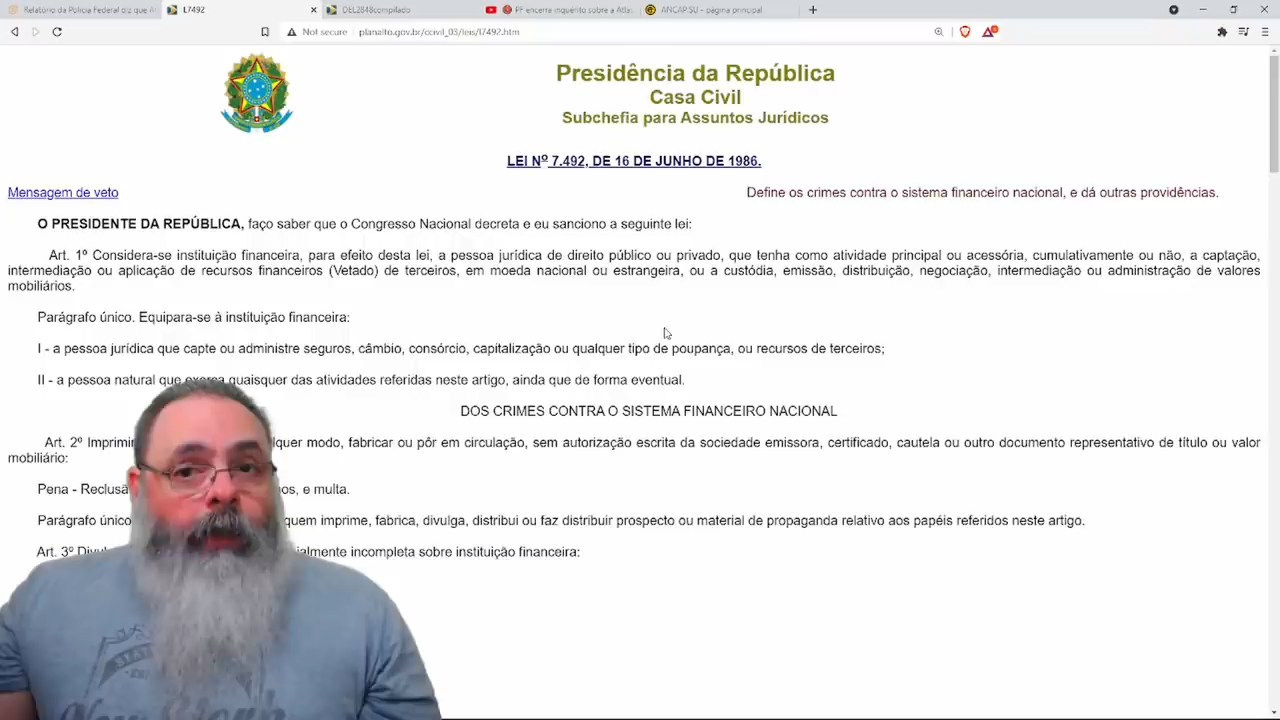 Relatório da Polícia Federal diz que A
L7492
DEL2848compilado
PF encerra inquérito sobre a Atlas
ANCAP.SU - página principal
Not secure
planalto.gov.br/ccivil_03/leis/l7492.htm
Presidência da República
Casa Civil
Subchefia para Assuntos Jurídicos
LEI Nº 7.492, DE 16 DE JUNHO DE 1986.
Mensagem de veto
Define os crimes contra o sistema financeiro nacional, e dá outras providências.
O PRESIDENTE DA REPÚBLICA, faço saber que o Congresso Nacional decreta e eu sanciono a seguinte lei:
Art. 1º Considera-se instituição financeira, para efeito desta lei, a pessoa jurídica de direito público ou privado, que tenha como atividade principal ou acessória, cumulativamente ou não, a captação,
intermediação ou aplicação de recursos financeiros (Vetado) de terceiros, em moeda nacional ou estrangeira, ou a custódia, emissão, distribuição, negociação, intermediação ou administração de valores
mobiliários.
Parágrafo único. Equipara-se à instituição financeira:
I - a pessoa jurídica que capte ou administre seguros, câmbio, consórcio, capitalização ou qualquer tipo de poupança, ou recursos de terceiros;
II - a pessoa natural que exerça quaisquer das atividades referidas neste artigo, ainda que de forma eventual.
DOS CRIMES CONTRA O SISTEMA FINANCEIRO NACIONAL
Art. 2º Imprimir lquer modo, fabricar ou pôr em circulação, sem autorização escrita da sociedade emissora, certificado, cautela ou outro documento representativo de título ou valor
mobiliário:
Pena - Reclusã nos, e multa.
Parágrafo único quem imprime, fabrica, divulga, distribui ou faz distribuir prospecto ou material de propaganda relativo aos papéis referidos neste artigo.
Art. 3º Divul ialmente incompleta sobre instituição financeira: